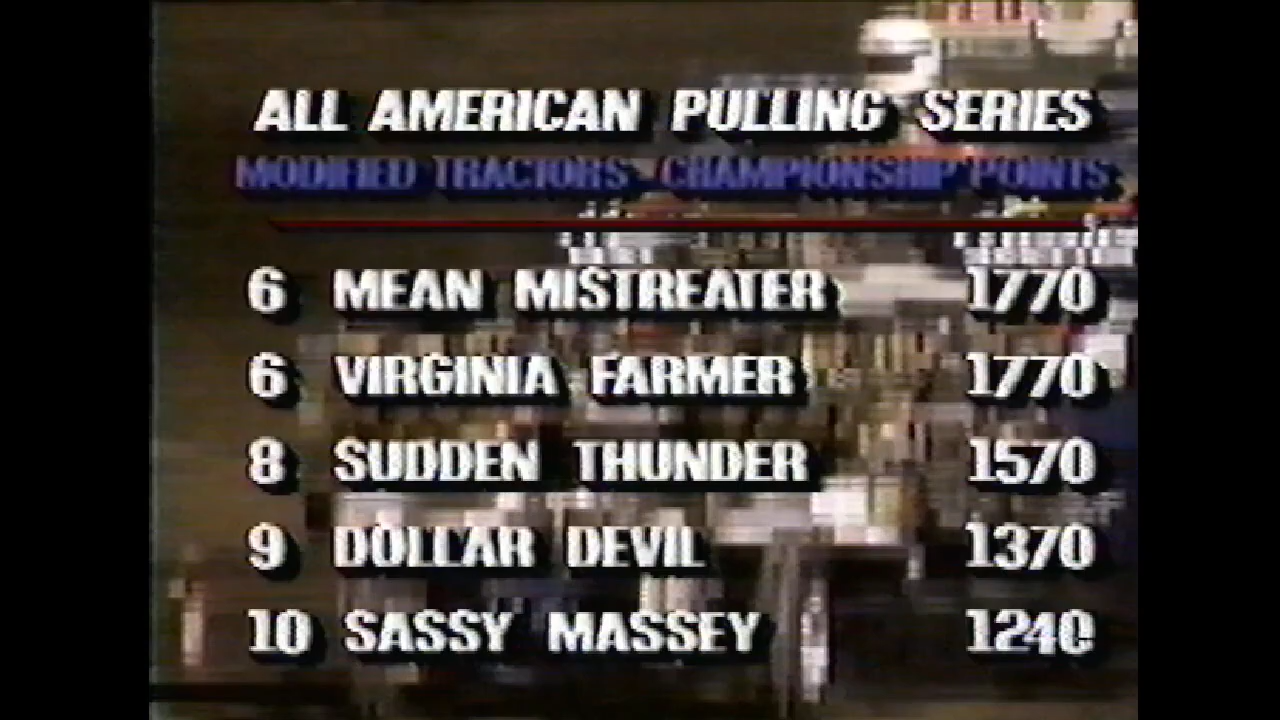 ALL AMERICAN PULLING SERIES
MODIFIED TRACTORS CHAMPIONSHIP POINTS
6 MEAN MISTREATER 1770
6 VIRGINIA FARMER 1770
8 SUDDEN THUNDER 1570
9 DOLLAR DEVIL 1370
10 SASSY MASSEY 1240